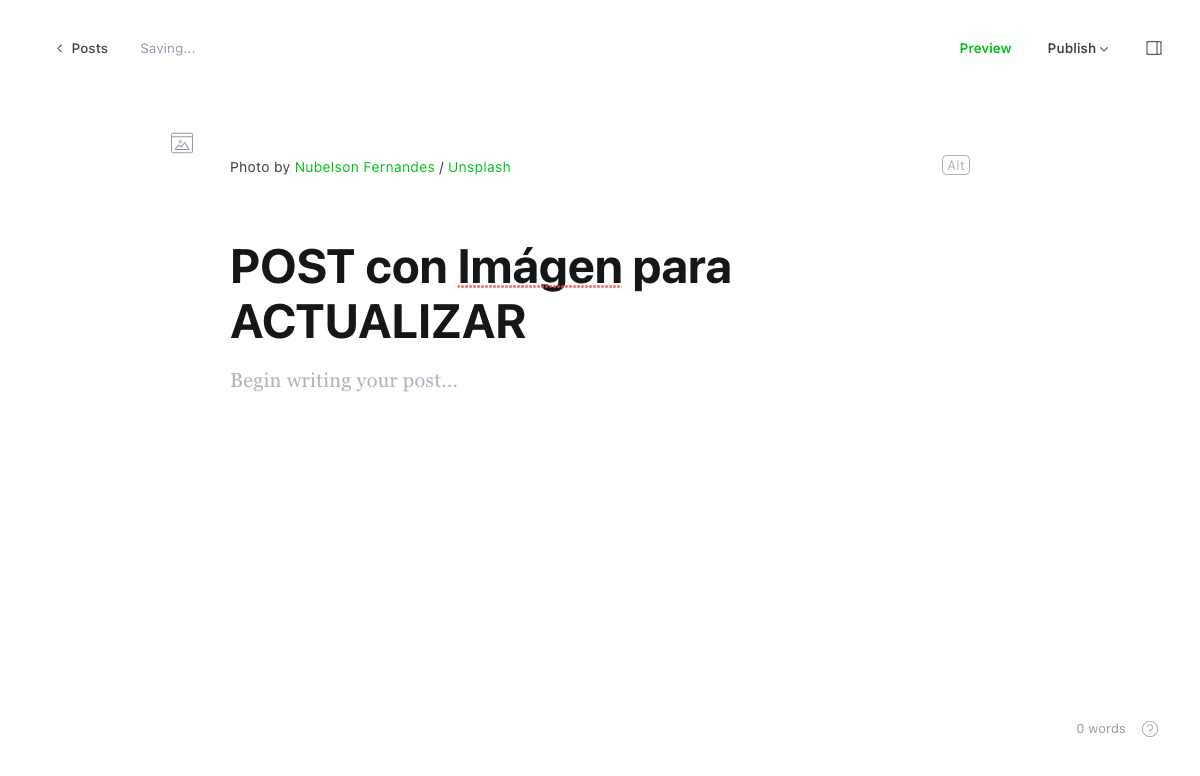 Posts Saving... Preview Publish
Photo by Nubelson Fernandes / Unsplash Alt
POST con Imágen para
ACTUALIZAR
Begin writing your post...
0 words ?